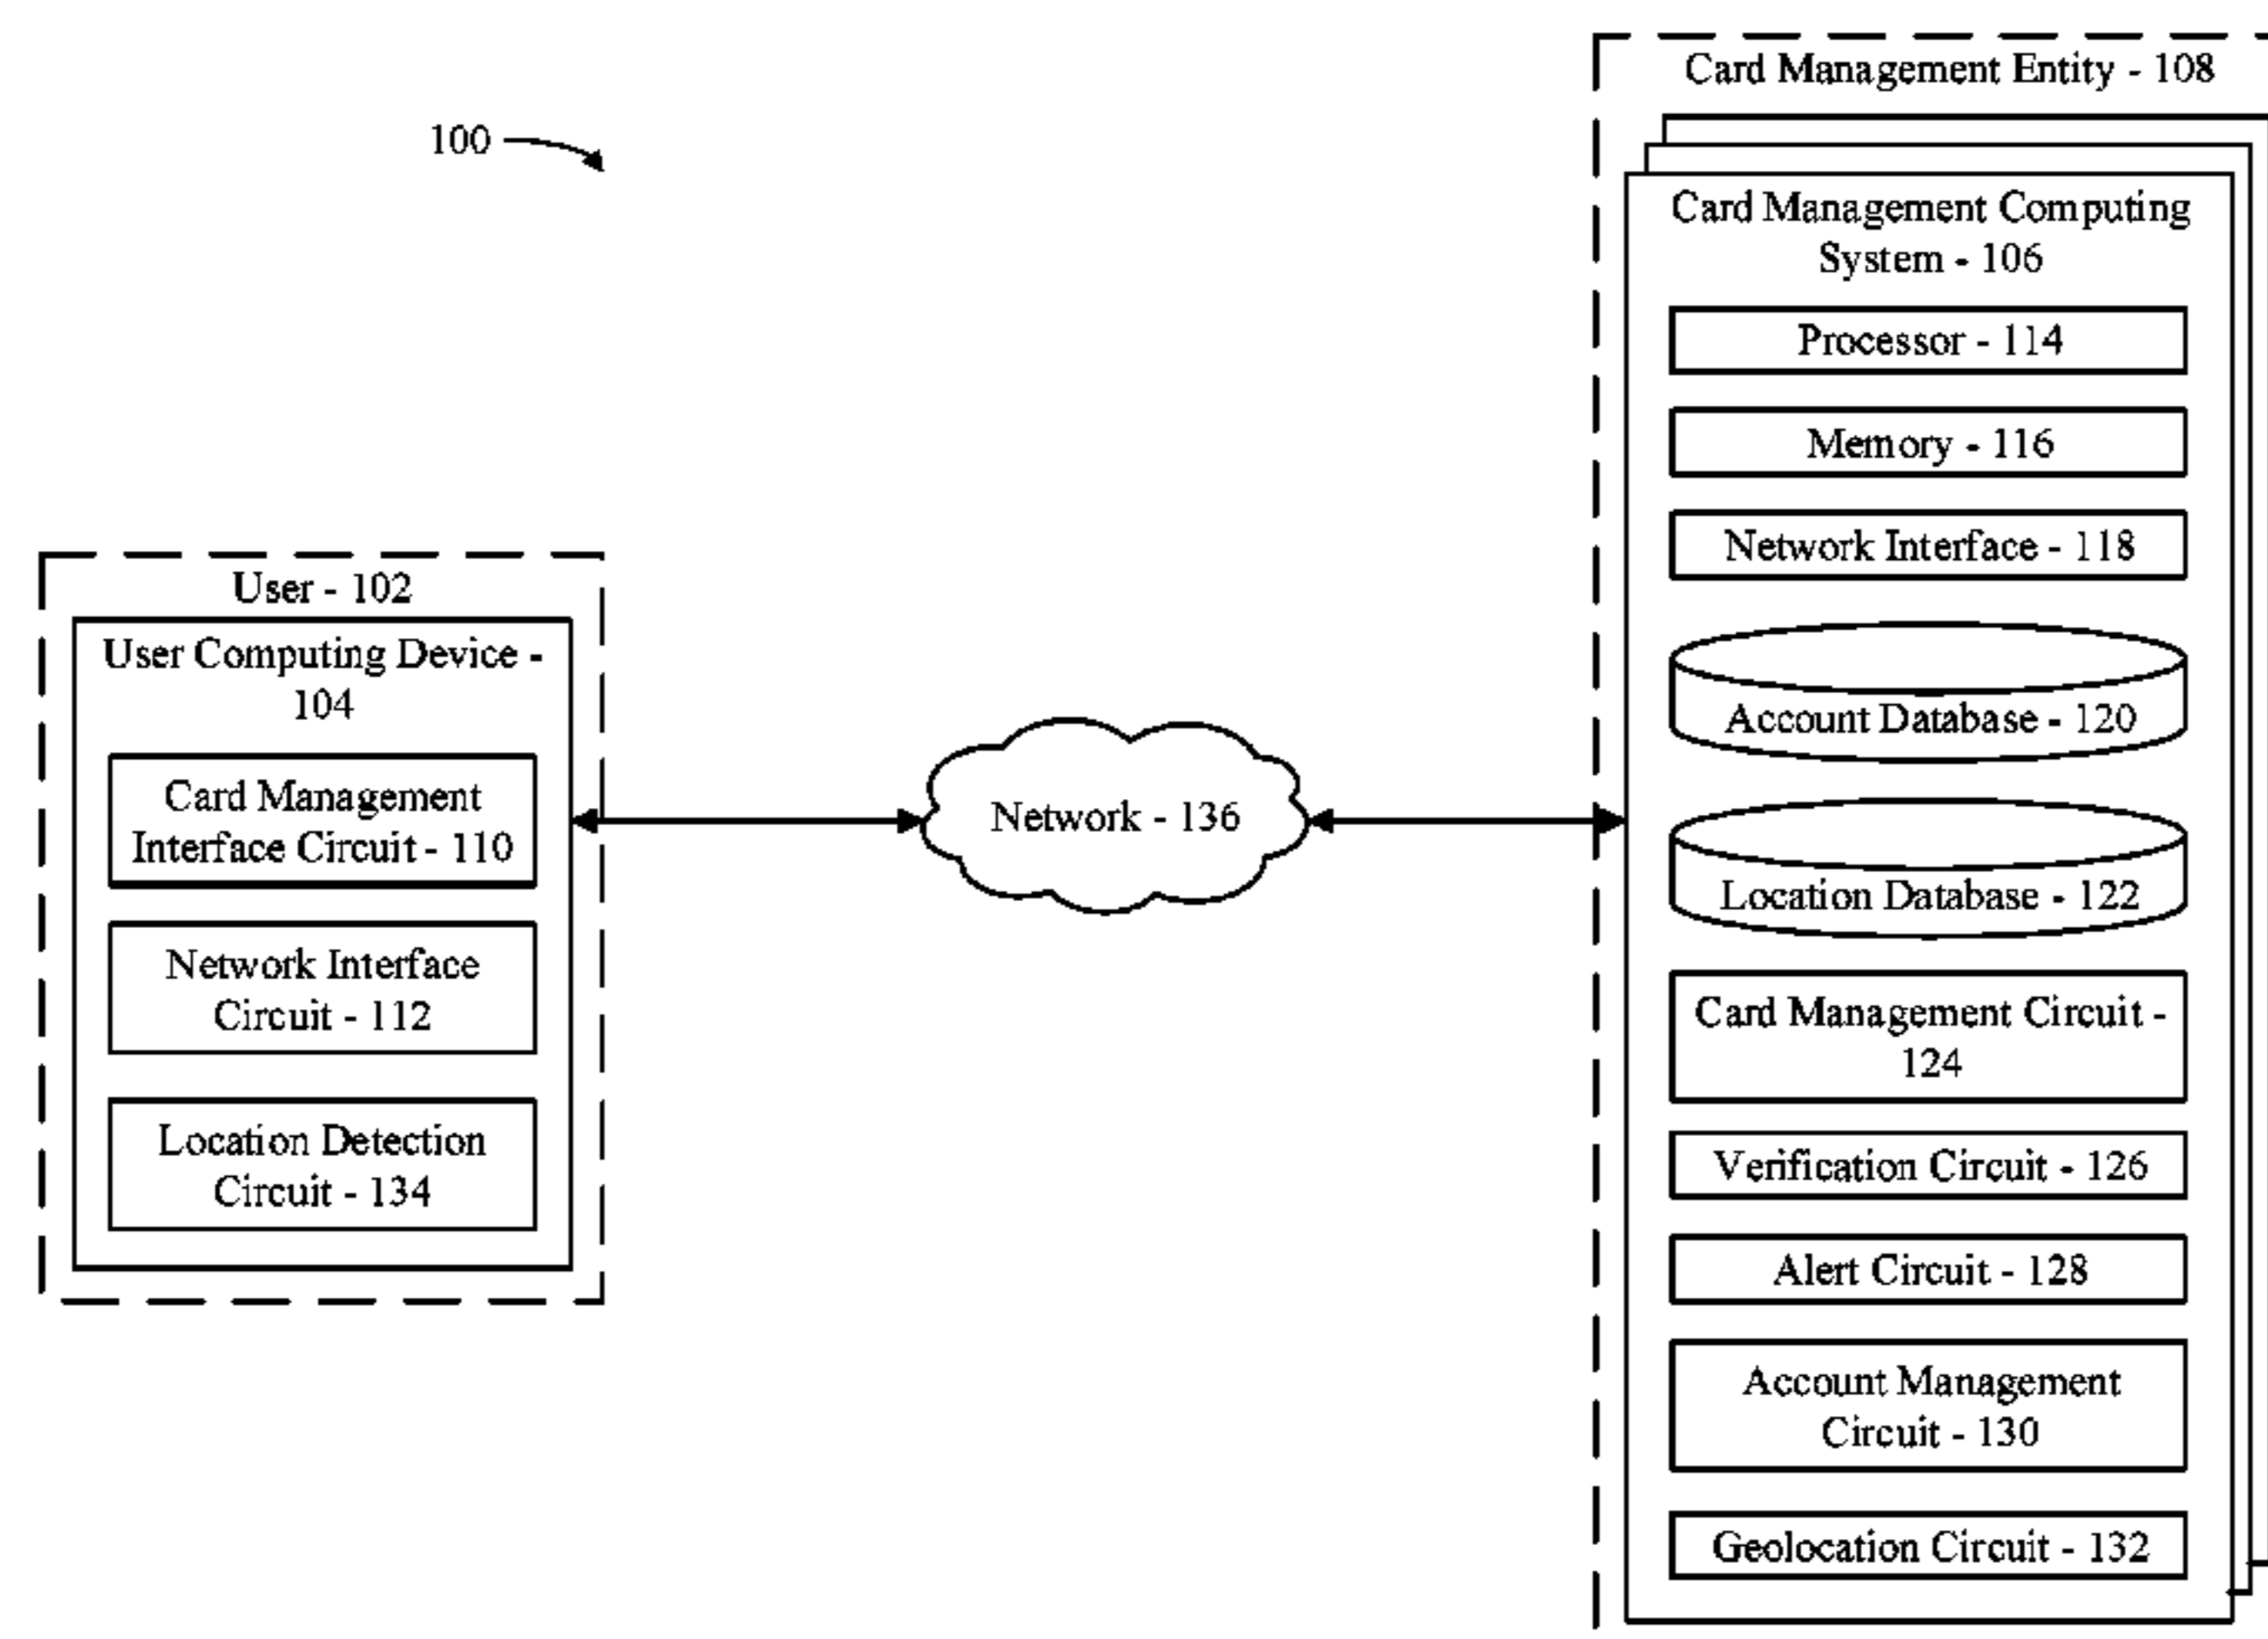 100
User - 102
User Computing Device -
104
Card Management
Interface Circuit - 110
Network Interface
Circuit - 112
Location Detection
Circuit - 134
Network - 136
Card Management Entity - 108
Card Management Computing
System - 106
Processor - 114
Memory - 116
Network Interface - 118
Account Database - 120
Location Database - 122
Card Management Circuit -
124
Verification Circuit - 126
Alert Circuit - 128
Account Management
Circuit - 130
Geolocation Circuit - 132